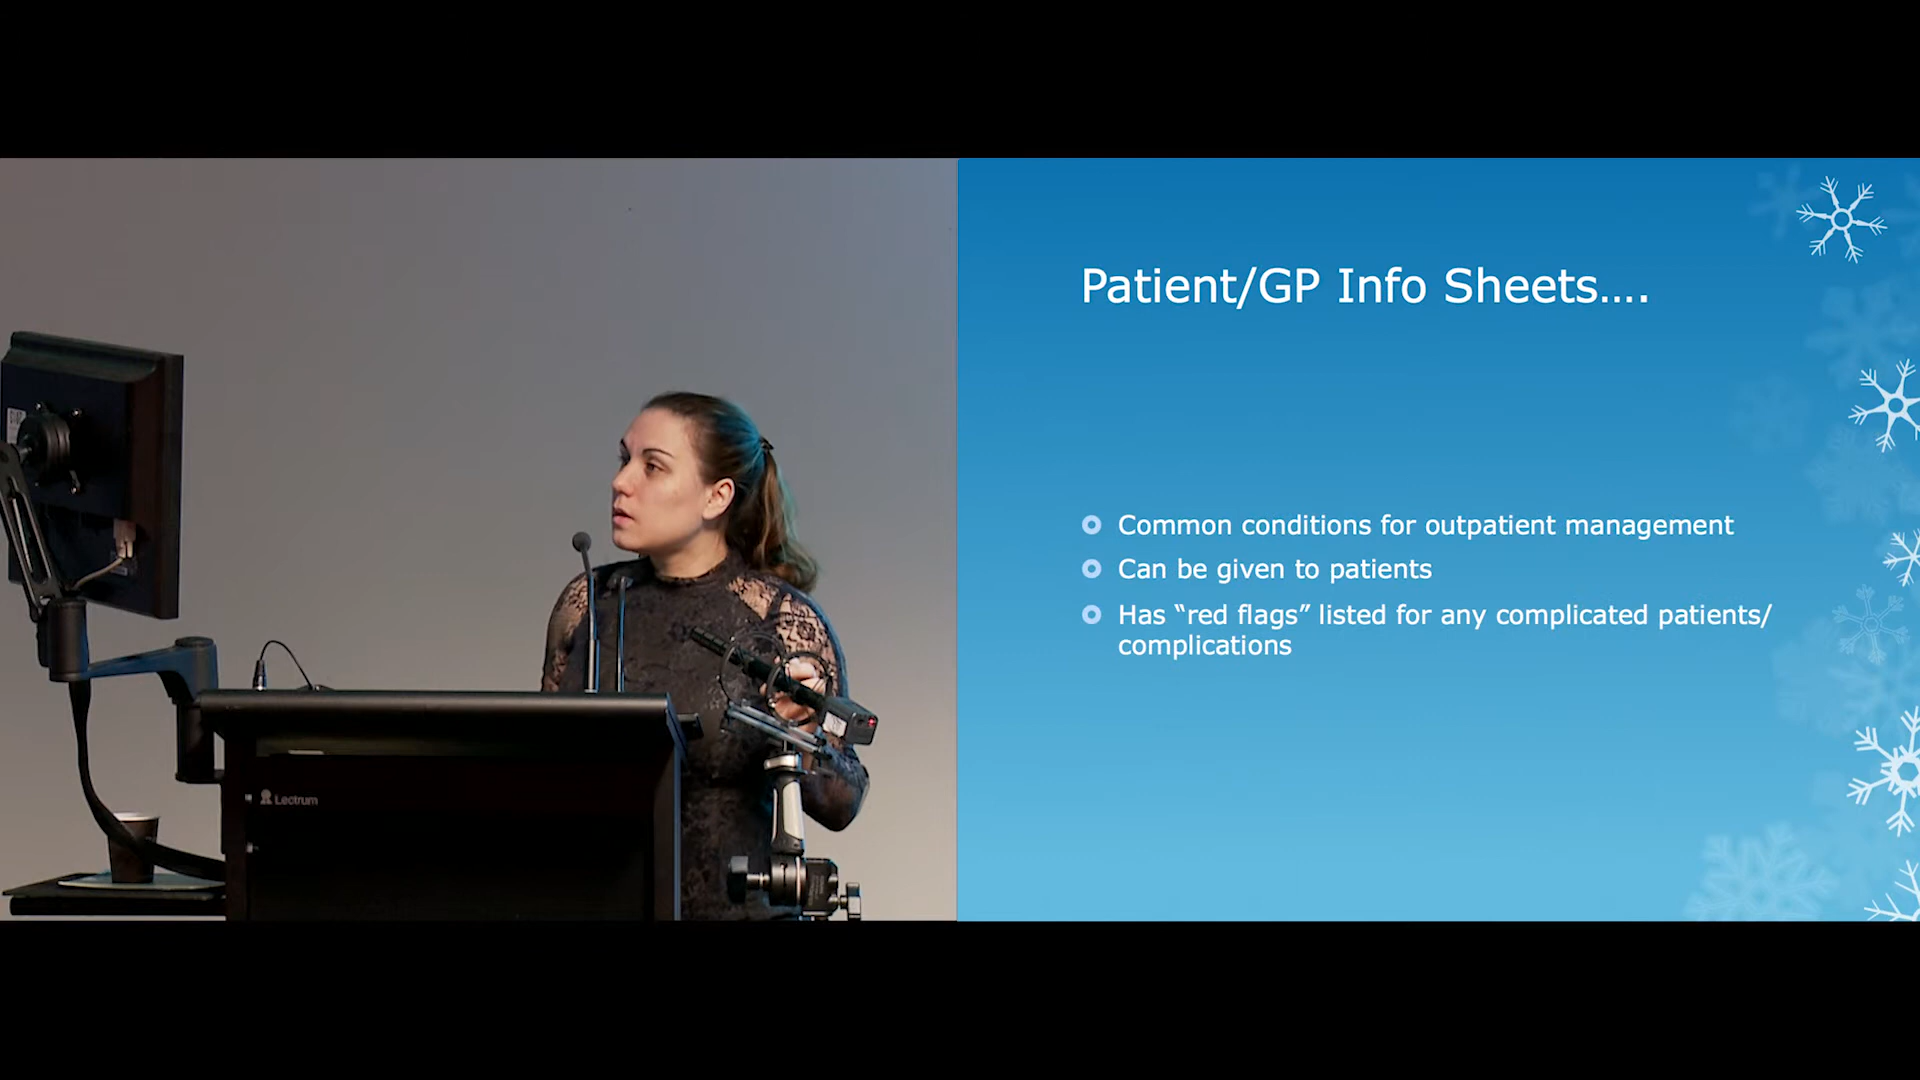 Patient/GP Info Sheets....
Common conditions for outpatient management
Can be given to patients
Has “red flags” listed for any complicated patients/
complications
Lectrum